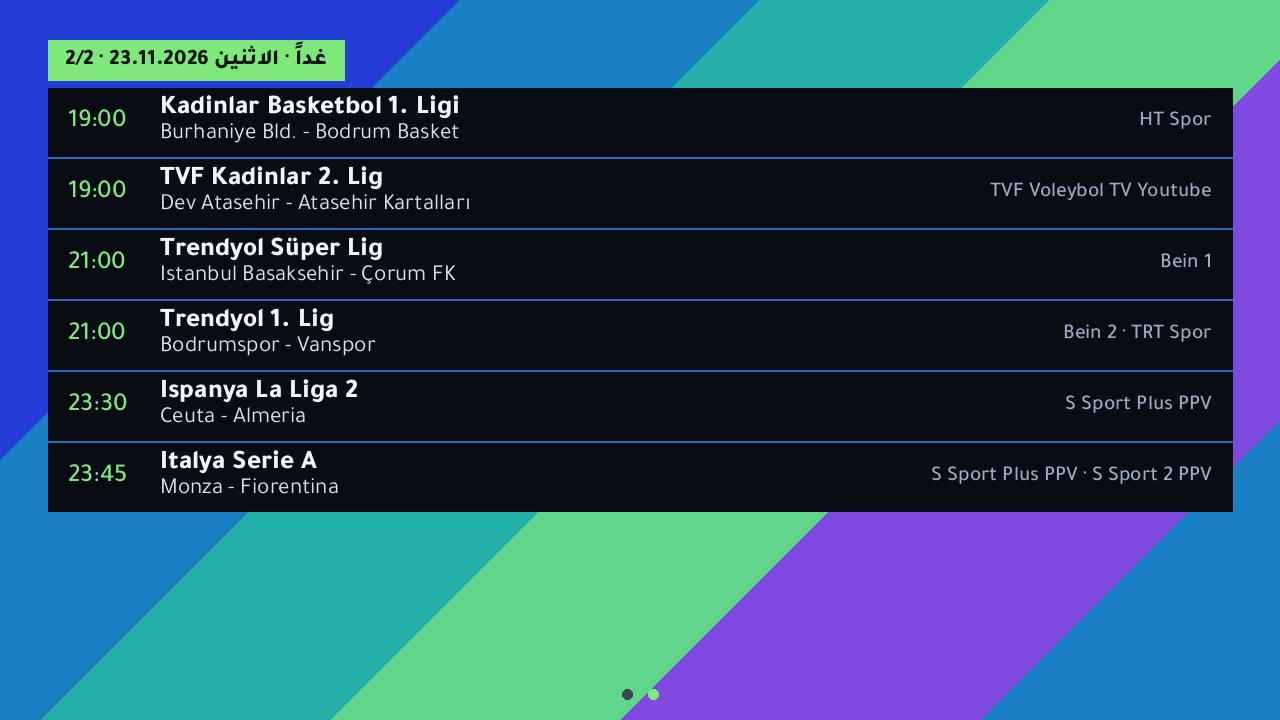 غداً · الاثنين 23.11.2026 · 2/2
19:00
Kadinlar Basketbol 1. Ligi
Burhaniye Bld. - Bodrum Basket
HT Spor
19:00
TVF Kadinlar 2. Lig
Dev Atasehir - Atasehir Kartalları
TVF Voleybol TV Youtube
21:00
Trendyol Süper Lig
Istanbul Basaksehir - Çorum FK
Bein 1
21:00
Trendyol 1. Lig
Bodrumspor - Vanspor
Bein 2 · TRT Spor
23:30
Ispanya La Liga 2
Ceuta - Almeria
S Sport Plus PPV
23:45
Italya Serie A
Monza - Fiorentina
S Sport Plus PPV · S Sport 2 PPV